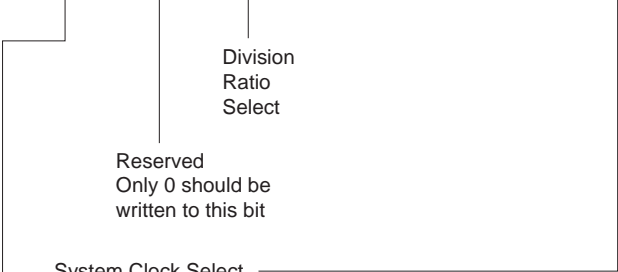 Division
Ratio
Select
Reserved
Only 0 should be
written to this bit
System Clock Select